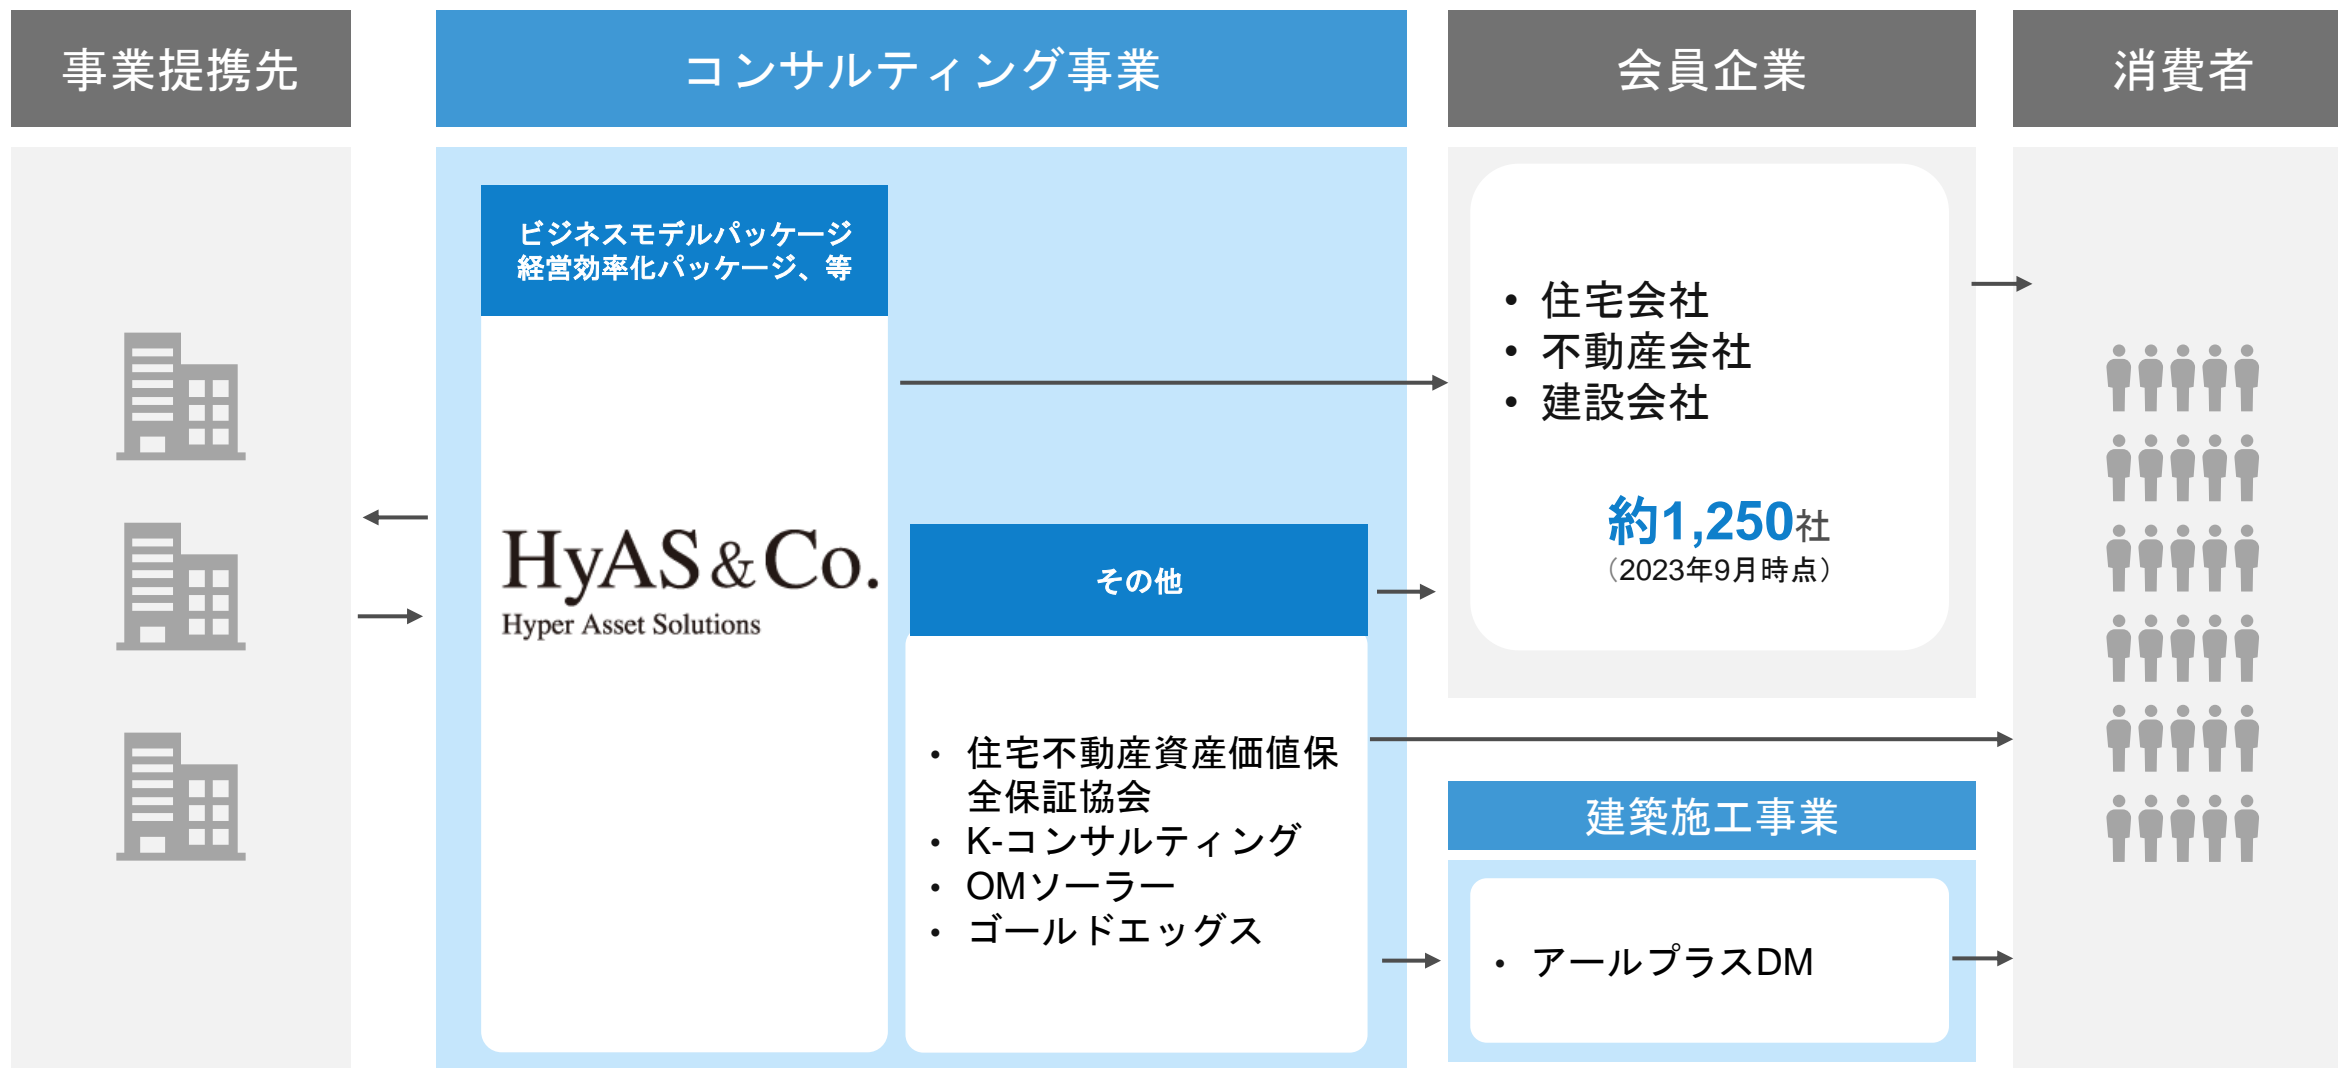 事業提携先
コンサルティング事業
会員企業
消費者
ビジネスモデルパッケージ
経営効率化パッケージ、等
HyAS&Co.
Hyper Asset Solutions
その他
• 住宅不動産資産価値保
全保証協会
• K-コンサルティング
• OMソーラー
• ゴールドエッグス
• 住宅会社
• 不動産会社
• 建設会社
約1,250社
（2023年9月時点）
建築施工事業
• アールプラスDM